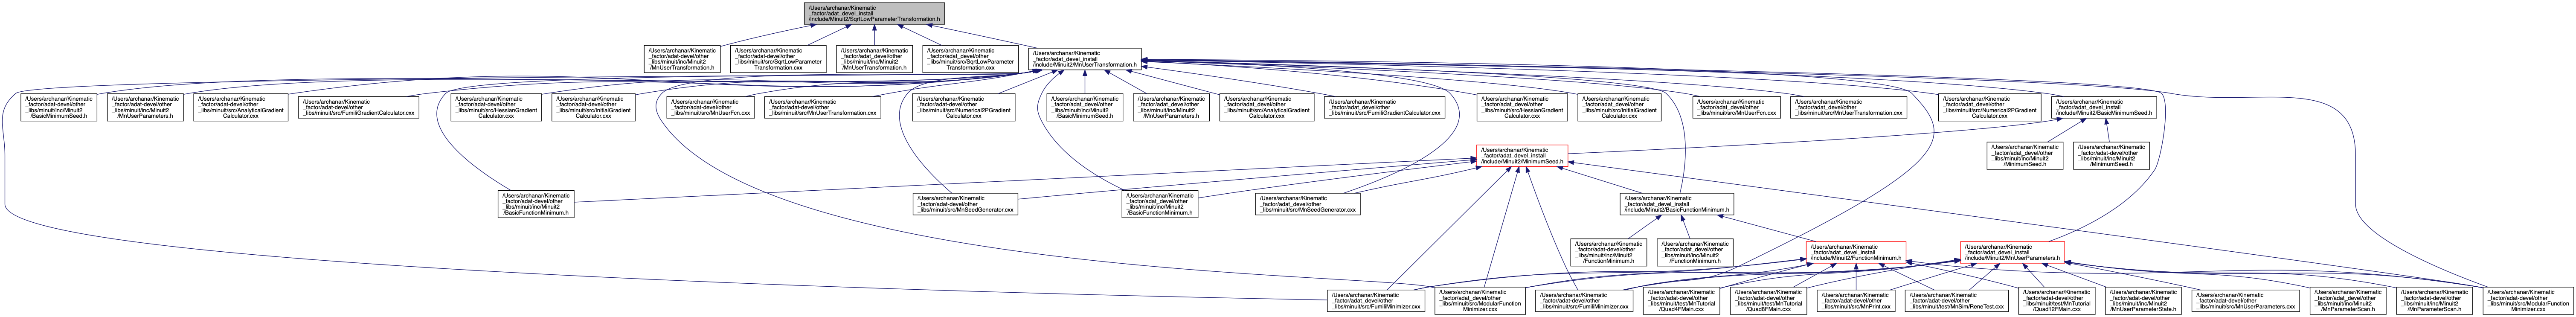 /Users/archanar/Kinematic
_factor/adat_devel_install
/include/Minuit2/SqrtLowParameterTransformation.h
/Users/archanar/Kinematic
_factor/adat-devel/other
_libs/minuit/inc/Minuit2
/MnUserTransformation.h
/Users/archanar/Kinematic
_factor/adat-devel/other
_libs/minuit/src/SqrtLowParameter
Transformation.cxx
/Users/archanar/Kinematic
_factor/adat_devel/other
_libs/minuit/inc/Minuit2
/MnUserTransformation.h
/Users/archanar/Kinematic
_factor/adat_devel/other
_libs/minuit/src/SqrtLowParameter
Transformation.cxx
/Users/archanar/Kinematic
_factor/adat_devel_install
/include/Minuit2/MnUserTransformation.h
/Users/archanar/Kinematic
_factor/adat-devel/other
_libs/minuit/inc/Minuit2
/BasicMinimumSeed.h
/Users/archanar/Kinematic
_factor/adat-devel/other
_libs/minuit/inc/Minuit2
/MnUserParameters.h
/Users/archanar/Kinematic
_factor/adat-devel/other
_libs/minuit/src/AnalyticalGradient
Calculator.cxx
/Users/archanar/Kinematic
_factor/adat-devel/other
_libs/minuit/src/FumiliGradientCalculator.cxx
/Users/archanar/Kinematic
_factor/adat-devel/other
_libs/minuit/src/HessianGradient
Calculator.cxx
/Users/archanar/Kinematic
_factor/adat-devel/other
_libs/minuit/src/InitialGradient
Calculator.cxx
/Users/archanar/Kinematic
_factor/adat-devel/other
_libs/minuit/src/MnUserFcn.cxx
/Users/archanar/Kinematic
_factor/adat-devel/other
_libs/minuit/src/MnUserTransformation.cxx
/Users/archanar/Kinematic
_factor/adat-devel/other
_libs/minuit/src/Numerical2PGradient
Calculator.cxx
/Users/archanar/Kinematic
_factor/adat_devel/other
_libs/minuit/inc/Minuit2
/BasicMinimumSeed.h
/Users/archanar/Kinematic
_factor/adat_devel/other
_libs/minuit/inc/Minuit2
/MnUserParameters.h
/Users/archanar/Kinematic
_factor/adat_devel/other
_libs/minuit/src/AnalyticalGradient
Calculator.cxx
/Users/archanar/Kinematic
_factor/adat_devel/other
_libs/minuit/src/FumiliGradientCalculator.cxx
/Users/archanar/Kinematic
_factor/adat_devel/other
_libs/minuit/src/HessianGradient
Calculator.cxx
/Users/archanar/Kinematic
_factor/adat_devel/other
_libs/minuit/src/InitialGradient
Calculator.cxx
/Users/archanar/Kinematic
_factor/adat_devel/other
_libs/minuit/src/MnUserFcn.cxx
/Users/archanar/Kinematic
_factor/adat_devel/other
_libs/minuit/src/MnUserTransformation.cxx
/Users/archanar/Kinematic
_factor/adat_devel/other
_libs/minuit/src/Numerical2PGradient
Calculator.cxx
/Users/archanar/Kinematic
_factor/adat_devel_install
/include/Minuit2/BasicMinimumSeed.h
/Users/archanar/Kinematic
_factor/adat_devel_install
/include/Minuit2/MinimumSeed.h
/Users/archanar/Kinematic
_factor/adat_devel/other
_libs/minuit/inc/Minuit2
/MinimumSeed.h
/Users/archanar/Kinematic
_factor/adat-devel/other
_libs/minuit/inc/Minuit2
/MinimumSeed.h
/Users/archanar/Kinematic
_factor/adat-devel/other
_libs/minuit/inc/Minuit2
/BasicFunctionMinimum.h
/Users/archanar/Kinematic
_factor/adat-devel/other
_libs/minuit/src/MnSeedGenerator.cxx
/Users/archanar/Kinematic
_factor/adat_devel/other
_libs/minuit/inc/Minuit2
/BasicFunctionMinimum.h
/Users/archanar/Kinematic
_factor/adat_devel/other
_libs/minuit/src/MnSeedGenerator.cxx
/Users/archanar/Kinematic
_factor/adat_devel_install
/include/Minuit2/BasicFunctionMinimum.h
/Users/archanar/Kinematic
_factor/adat-devel/other
_libs/minuit/inc/Minuit2
/FunctionMinimum.h
/Users/archanar/Kinematic
_factor/adat_devel/other
_libs/minuit/inc/Minuit2
/FunctionMinimum.h
/Users/archanar/Kinematic
_factor/adat_devel_install
/include/Minuit2/FunctionMinimum.h
/Users/archanar/Kinematic
_factor/adat_devel_install
/include/Minuit2/MnUserParameters.h
/Users/archanar/Kinematic
_factor/adat_devel/other
_libs/minuit/src/FumiliMinimizer.cxx
/Users/archanar/Kinematic
_factor/adat_devel/other
_libs/minuit/src/ModularFunction
Minimizer.cxx
/Users/archanar/Kinematic
_factor/adat-devel/other
_libs/minuit/src/FumiliMinimizer.cxx
/Users/archanar/Kinematic
_factor/adat-devel/other
_libs/minuit/test/MnTutorial
/Quad4FMain.cxx
/Users/archanar/Kinematic
_factor/adat-devel/other
_libs/minuit/test/MnTutorial
/Quad8FMain.cxx
/Users/archanar/Kinematic
_factor/adat-devel/other
_libs/minuit/src/MnPrint.cxx
/Users/archanar/Kinematic
_factor/adat-devel/other
_libs/minuit/test/MnSim/ReneTest.cxx
/Users/archanar/Kinematic
_factor/adat-devel/other
_libs/minuit/test/MnTutorial
/Quad12FMain.cxx
/Users/archanar/Kinematic
_factor/adat-devel/other
_libs/minuit/inc/Minuit2
/MnUserParameterState.h
/Users/archanar/Kinematic
_factor/adat-devel/other
_libs/minuit/src/MnUserParameters.cxx
/Users/archanar/Kinematic
_factor/adat_devel/other
_libs/minuit/inc/Minuit2
/MnParameterScan.h
/Users/archanar/Kinematic
_factor/adat-devel/other
_libs/minuit/inc/Minuit2
/MnParameterScan.h
/Users/archanar/Kinematic
_factor/adat-devel/other
_libs/minuit/src/ModularFunction
Minimizer.cxx